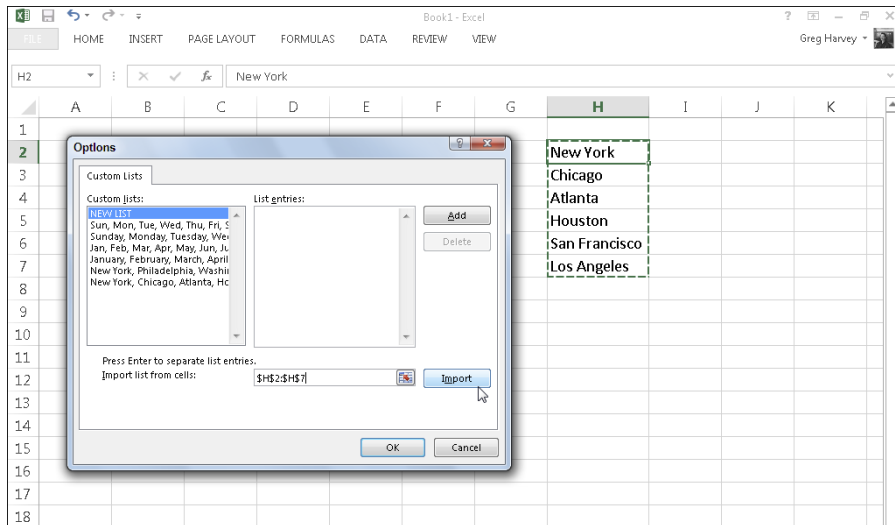 Book1 - Excel
FILE HOME INSERT PAGE LAYOUT FORMULAS DATA REVIEW VIEW Greg Harvey
H2 fx New York
A B C D E F G H I J K
1
2 New York
3 Chicago
4 Atlanta
5 Houston
6 San Francisco
7 Los Angeles
8
9
10
11
12
13
14
15
16
17
18
Options
Custom Lists
Custom lists:
NEW LIST
Sun, Mon, Tue, Wed, Thu, Fri, S
Sunday, Monday, Tuesday, Wed
Jan, Feb, Mar, Apr, May, Jun, Ju
January, February, March, April
New York, Philadelphia, Washi
New York, Chicago, Atlanta, Ho
List entries:
Add
Delete
Press Enter to separate list entries.
Import list from cells: $H$2:$H$7 Import
OK Cancel